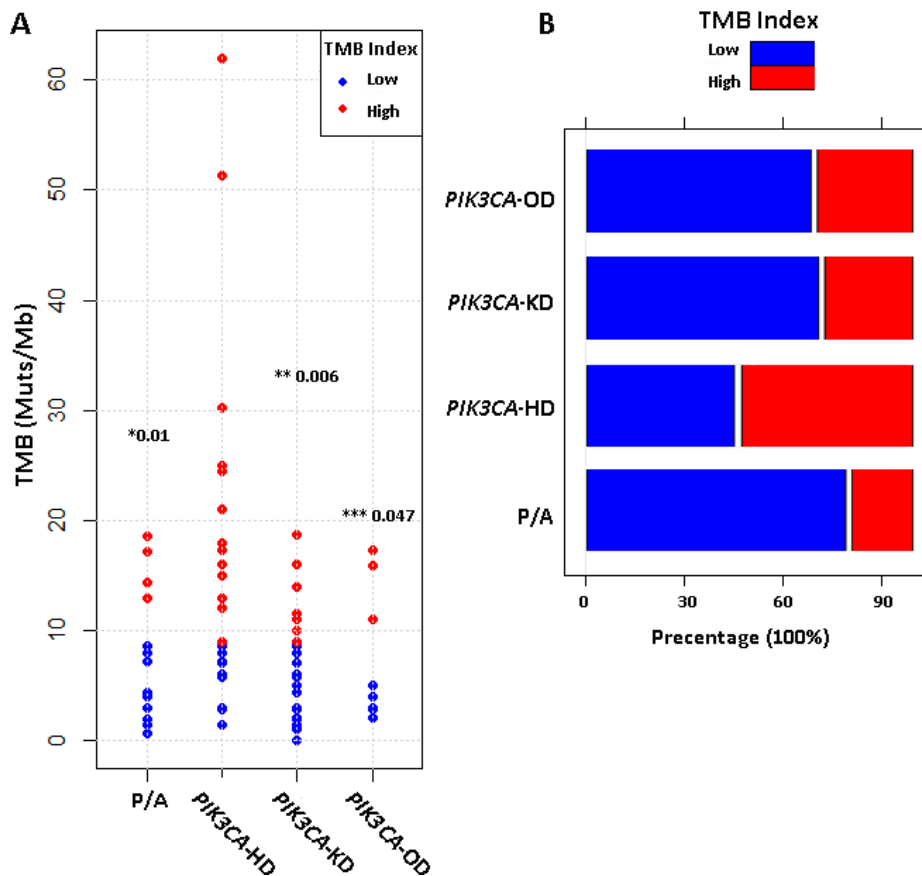 A
TMB Index
Low
High
TMB (Muts/Mb)
60
50
40
30
20
10
0
*0.01
** 0.006
*** 0.047
P/A
PIK3CA-HD
PIK3CA-KD
PIK3CA-OD
B
TMB Index
Low
High
PIK3CA-OD
PIK3CA-KD
PIK3CA-HD
P/A
0 30 60 90
Precentage (100%)